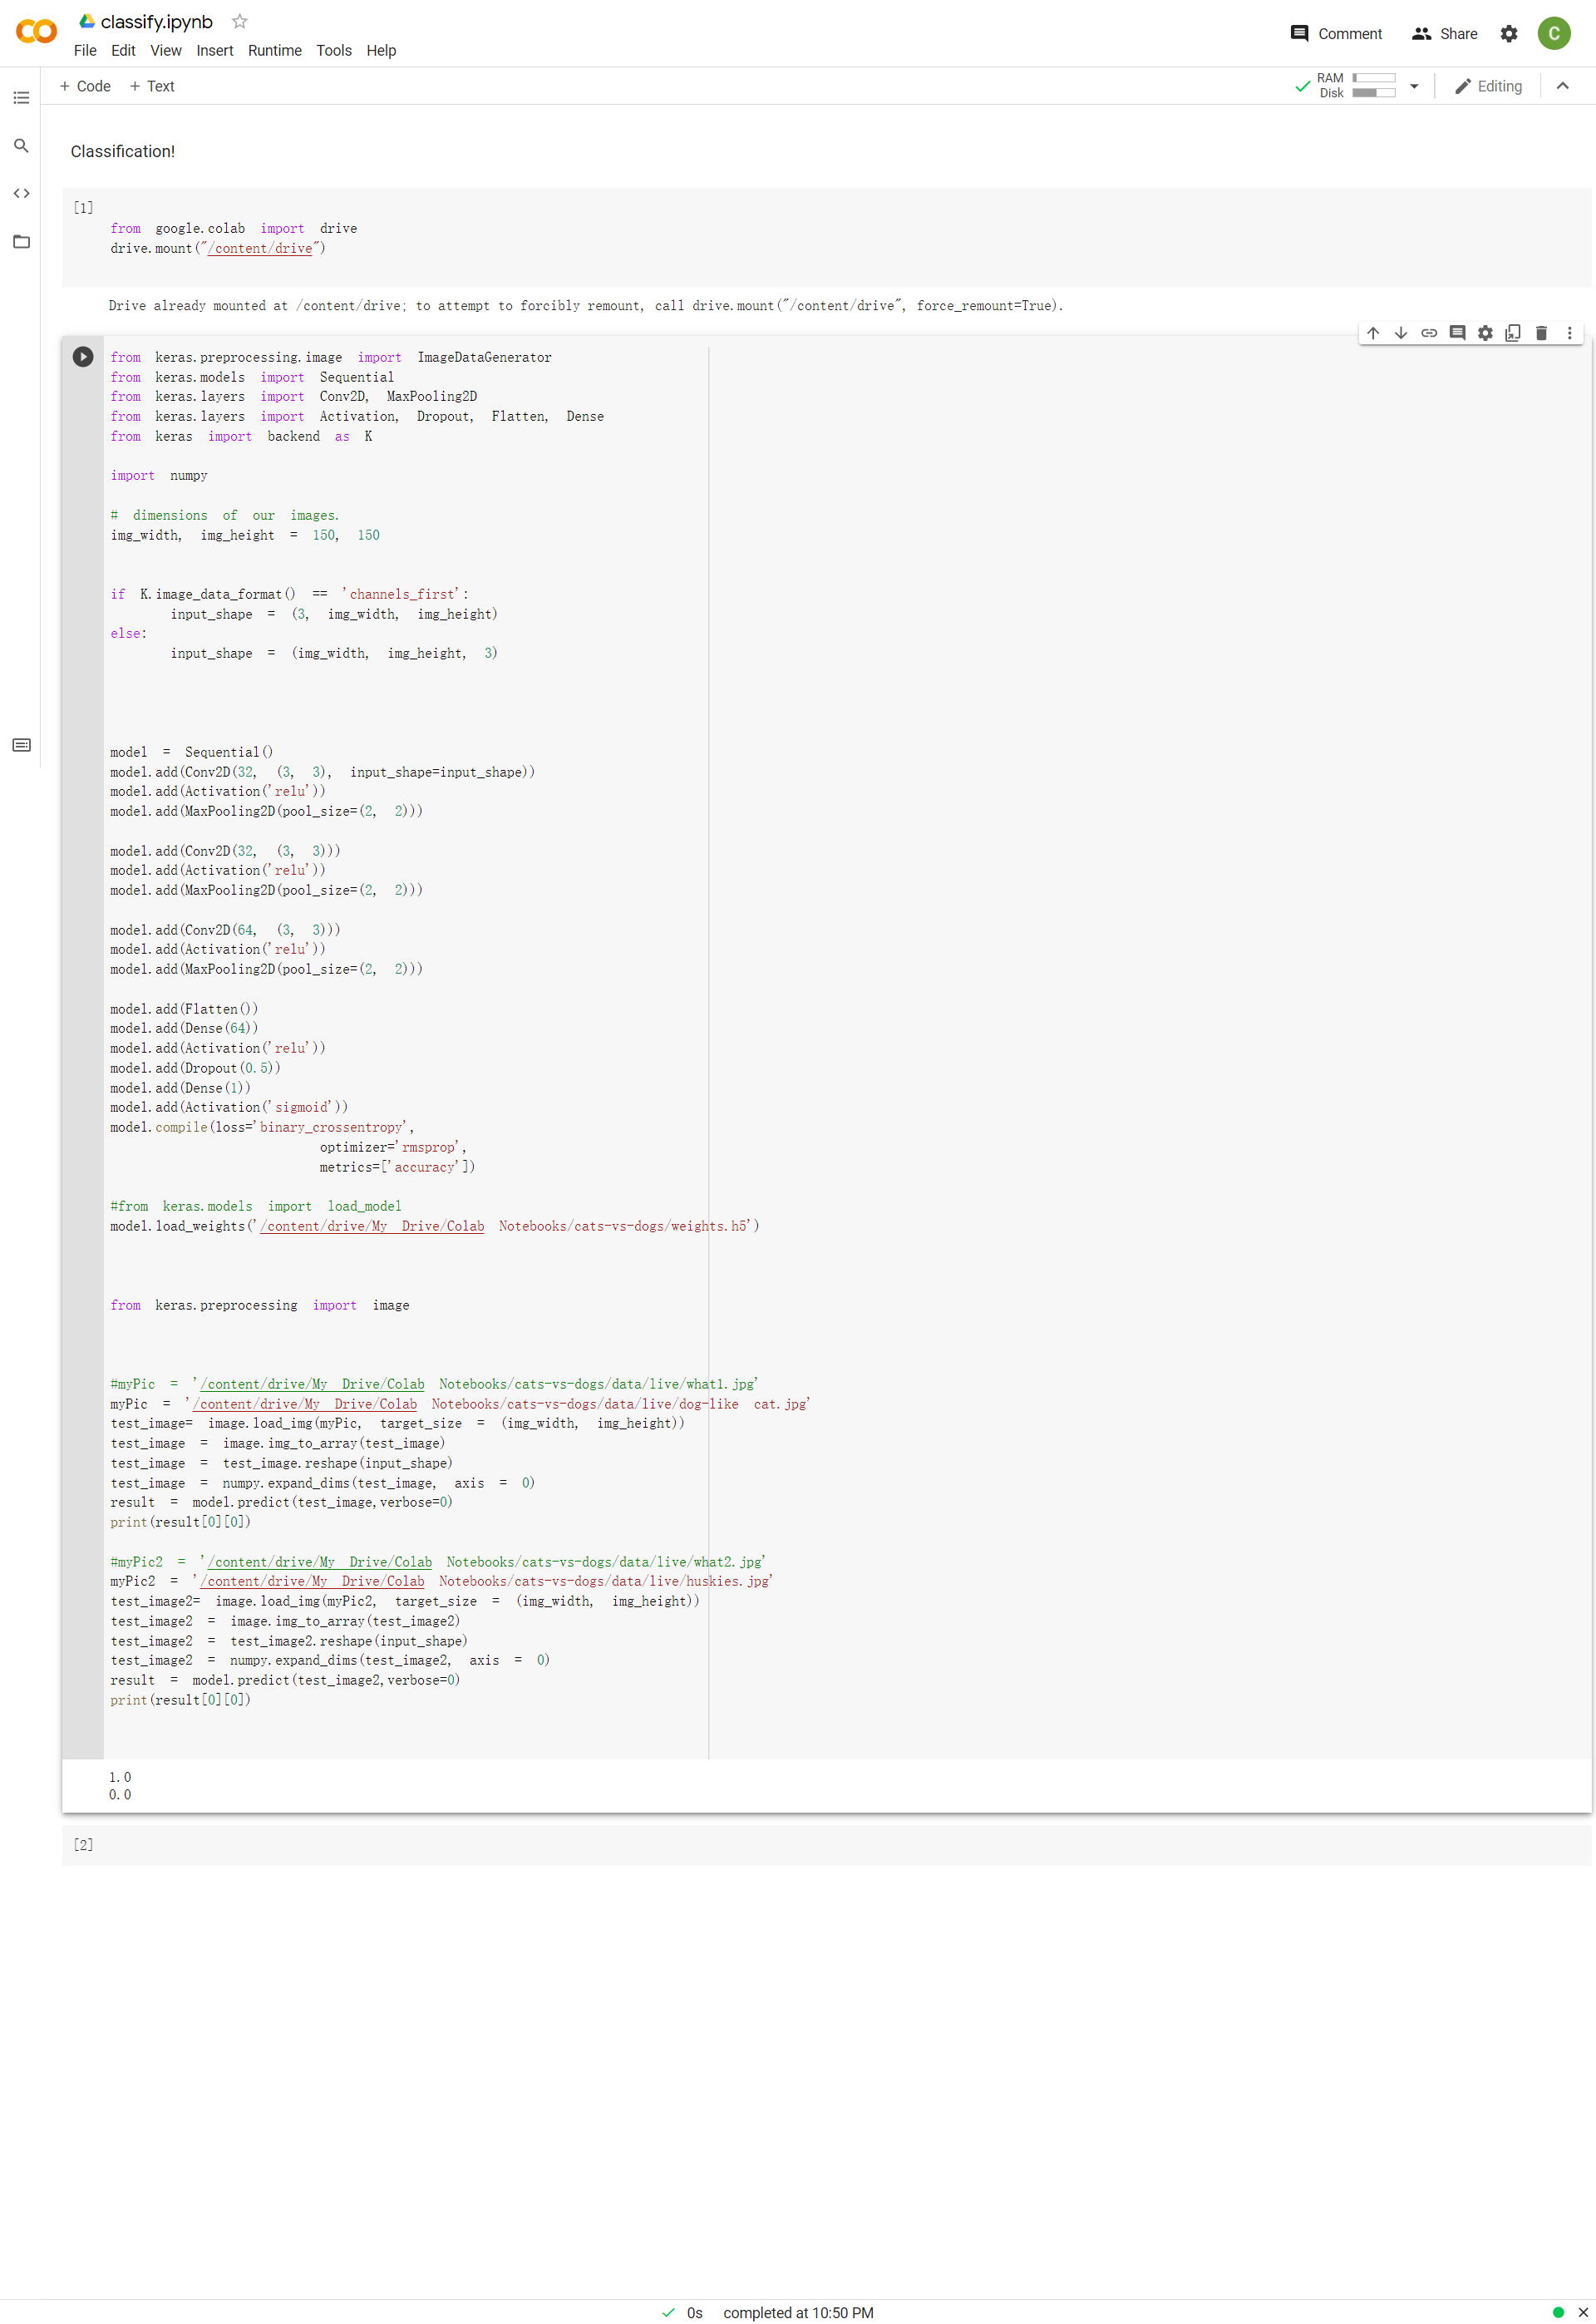 classify.ipynb
Comment
Share
C
File Edit View Insert Runtime Tools Help
+ Code + Text
RAM
Disk
Editing
Classification!
[1]
from google.colab import drive
drive.mount("/content/drive")
Drive already mounted at /content/drive; to attempt to forcibly remount, call drive.mount("/content/drive", force_remount=True).
from keras.preprocessing.image import ImageDataGenerator
from keras.models import Sequential
from keras.layers import Conv2D, MaxPooling2D
from keras.layers import Activation, Dropout, Flatten, Dense
from keras import backend as K
import numpy
# dimensions of our images.
img_width, img_height = 150, 150
if K.image_data_format() == 'channels_first':
input_shape = (3, img_width, img_height)
else:
input_shape = (img_width, img_height, 3)
model = Sequential()
model.add(Conv2D(32, (3, 3), input_shape=input_shape))
model.add(Activation('relu'))
model.add(MaxPooling2D(pool_size=(2, 2)))
model.add(Conv2D(32, (3, 3)))
model.add(Activation('relu'))
model.add(MaxPooling2D(pool_size=(2, 2)))
model.add(Conv2D(64, (3, 3)))
model.add(Activation('relu'))
model.add(MaxPooling2D(pool_size=(2, 2)))
model.add(Flatten())
model.add(Dense(64))
model.add(Activation('relu'))
model.add(Dropout(0.5))
model.add(Dense(1))
model.add(Activation('sigmoid'))
model.compile(loss='binary_crossentropy',
optimizer='rmsprop',
metrics=['accuracy'])
#from keras.models import load_model
model.load_weights('/content/drive/My Drive/Colab Notebooks/cats-vs-dogs/weights.h5')
from keras.preprocessing import image
#myPic = '/content/drive/My Drive/Colab Notebooks/cats-vs-dogs/data/live/what1.jpg'
myPic = '/content/drive/My Drive/Colab Notebooks/cats-vs-dogs/data/live/dog-like cat.jpg'
test_image= image.load_img(myPic, target_size = (img_width, img_height))
test_image = image.img_to_array(test_image)
test_image = test_image.reshape(input_shape)
test_image = numpy.expand_dims(test_image, axis = 0)
result = model.predict(test_image,verbose=0)
print(result[0][0])
#myPic2 = '/content/drive/My Drive/Colab Notebooks/cats-vs-dogs/data/live/what2.jpg'
myPic2 = '/content/drive/My Drive/Colab Notebooks/cats-vs-dogs/data/live/huskies.jpg'
test_image2= image.load_img(myPic2, target_size = (img_width, img_height))
test_image2 = image.img_to_array(test_image2)
test_image2 = test_image2.reshape(input_shape)
test_image2 = numpy.expand_dims(test_image2, axis = 0)
result = model.predict(test_image2,verbose=0)
print(result[0][0])
1.0
0.0
[2]
0s completed at 10:50 PM